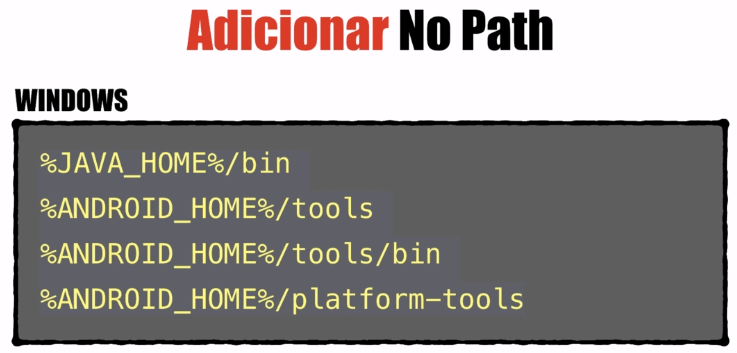 Adicionar No Path
WINDOWS
%JAVA_HOME%/bin
%ANDROID_HOME%/tools
%ANDROID_HOME%/tools/bin
%ANDROID_HOME%/platform-tools